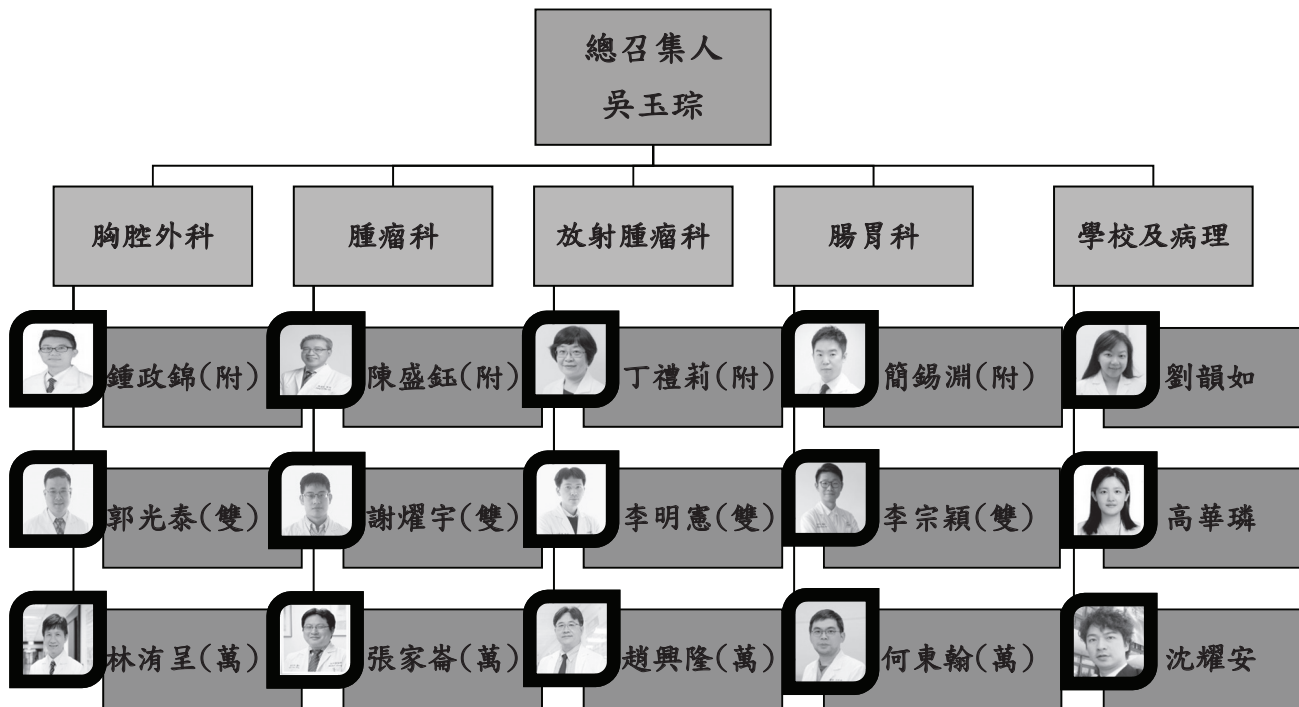 總召集人
吳玉琮
胸腔外科
腫瘤科
放射腫瘤科
腸胃科
學校及病理
鍾政錦(附)
陳盛鈺(附)
丁禮莉(附)
簡錫淵(附)
劉韻如
郭光泰(雙)
謝燿宇(雙)
李明憲(雙)
李宗穎(雙)
高華璘
林洧呈(萬)
張家崙(萬)
趙興隆(萬)
何東翰(萬)
沈耀安